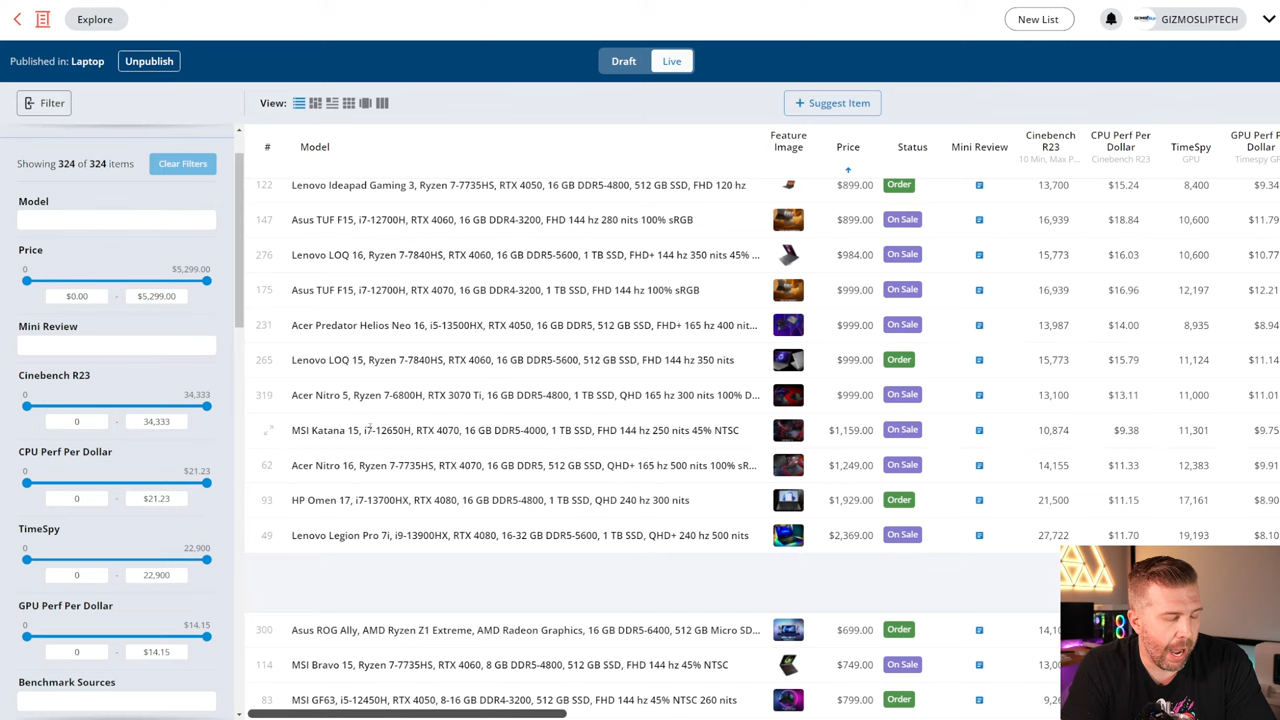 Explore
New List
GIZMOSLIPTECH
Published in: Laptop
Unpublish
Draft
Live
Filter
View:
+ Suggest Item
Showing 324 of 324 items
Clear Filters
Model
Price
0 $5,299.00
$0.00 - $5,299.00
Mini Review
Cinebench R23
0 34,333
0 - 34,333
CPU Perf Per Dollar
0 $21.23
0 - $21.23
TimeSpy
0 22,900
0 - 22,900
GPU Perf Per Dollar
0 $14.15
0 - $14.15
Benchmark Sources
# Model Feature Image Price Status Mini Review Cinebench R23 10 Min, Max P... CPU Perf Per Dollar Cinebench R23 TimeSpy GPU GPU Perf Per Dollar Timespy GP
122 Lenovo Ideapad Gaming 3, Ryzen 7-7735HS, RTX 4050, 16 GB DDR5-4800, 512 GB SSD, FHD 120 hz $899.00 Order 13,700 $15.24 8,400 $9.34
147 Asus TUF F15, i7-12700H, RTX 4060, 16 GB DDR4-3200, FHD 144 hz 280 nits 100% sRGB $899.00 On Sale 16,939 $18.84 10,600 $11.79
276 Lenovo LOQ 16, Ryzen 7-7840HS, RTX 4060, 16 GB DDR5-5600, 1 TB SSD, FHD+ 144 hz 350 nits 45% ... $984.00 On Sale 15,773 $16.03 10,600 $10.77
175 Asus TUF F15, i7-12700H, RTX 4070, 16 GB DDR4-3200, 1 TB SSD, FHD 144 hz 100% sRGB $999.00 On Sale 16,939 $16.96 12,197 $12.21
231 Acer Predator Helios Neo 16, i5-13500HX, RTX 4050, 16 GB DDR5, 512 GB SSD, FHD+ 165 hz 400 nit... $999.00 On Sale 13,987 $14.00 8,935 $8.94
265 Lenovo LOQ 15, Ryzen 7-7840HS, RTX 4060, 16 GB DDR5-5600, 1 TB SSD, FHD 144 hz 350 nits $999.00 Order 15,773 $15.79 11,124 $11.14
319 Acer Nitro 5, Ryzen 7-6800H, RTX 3070 Ti, 16 GB DDR5-4800, 1 TB SSD, QHD 165 hz 300 nits 100% D... $999.00 On Sale 13,100 $13.11 11,000 $11.01
MSI Katana 15, i7-12650H, RTX 4070, 16 GB DDR5-4000, 1 TB SSD, FHD 144 hz 250 nits 45% NTSC $1,159.00 On Sale 10,874 $9.38 11,301 $9.75
62 Acer Nitro 16, Ryzen 7-7735HS, RTX 4070, 16 GB DDR5-4800, 1 TB SSD, QHD+ 165 hz 500 nits 100% sR... $1,249.00 On Sale 14,155 $11.33 12,383 $9.91
93 HP Omen 17, i7-13700HX, RTX 4080, 16 GB DDR5-5600, 1 TB SSD, QHD 240 hz 300 nits $1,929.00 Order 21,500 $11.15 17,161 $8.90
49 Lenovo Legion Pro 7i, i9-13900HX, RTX 4080, 16-32 GB DDR5-5600, 1 TB SSD, QHD+ 240 hz 500 nits $2,369.00 On Sale 27,722 $11.70 19,193 $8.10
300 Asus ROG Ally, AMD Ryzen Z1 Extreme, AMD Radeon Graphics, 16 GB DDR5-6400, 512 GB Micro SD... $699.00 Order 14,10
114 MSI Bravo 15, Ryzen 7-7735HS, RTX 4060, 8 GB DDR5-4800, 512 GB SSD, FHD 144 hz 45% NTSC $749.00 On Sale 13,00
83 MSI GF63, i5-12450H, RTX 4050, 8-16 GB DDR4-3200, 512 GB SSD, FHD 144 hz 45% NTSC 260 nits $799.00 Order 9,26